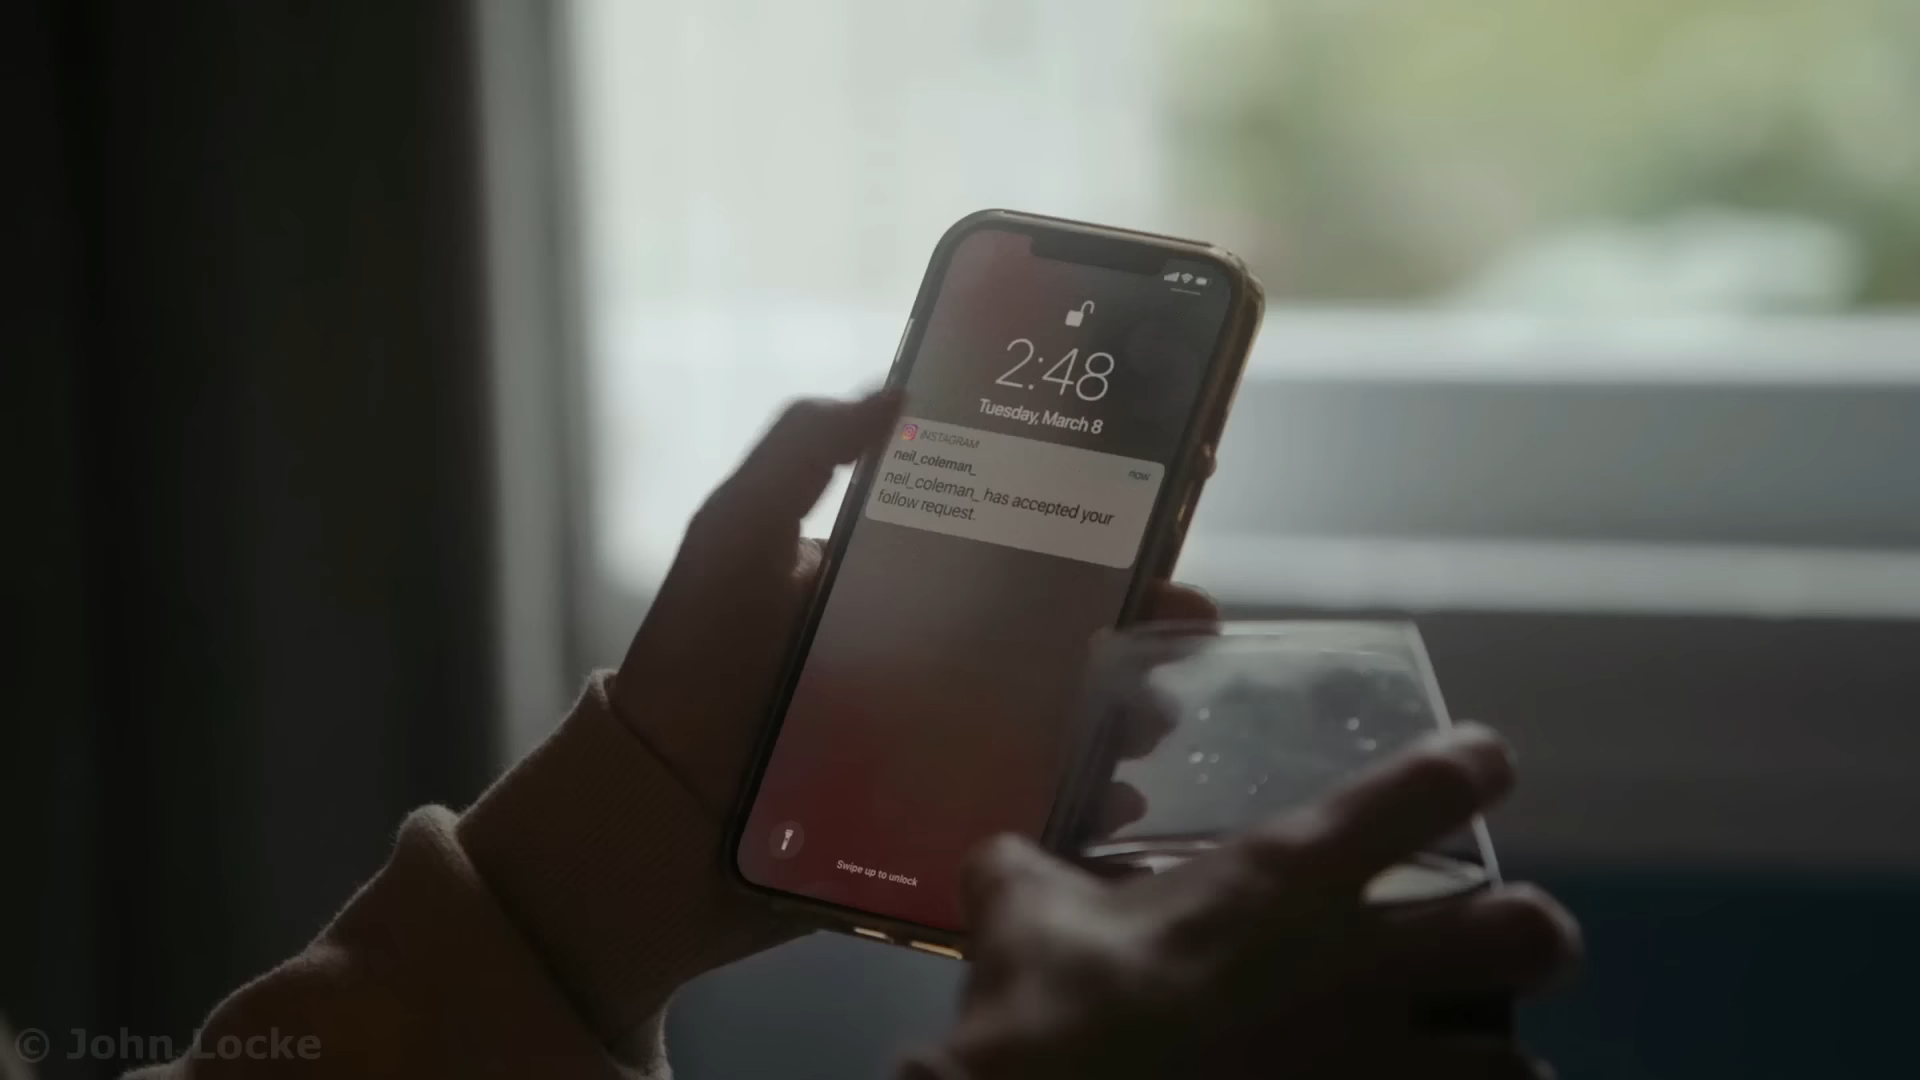 2:48
Tuesday, March 8
INSTAGRAM
now
neil_coleman_
neil_coleman_ has accepted your
follow request.
Swipe up to unlock
© John Locke